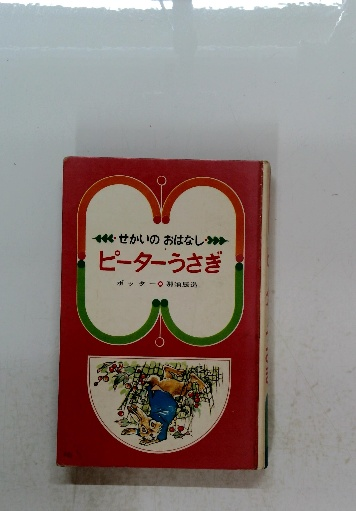 せかいの おはなし
ピーターうさぎ
ポッター